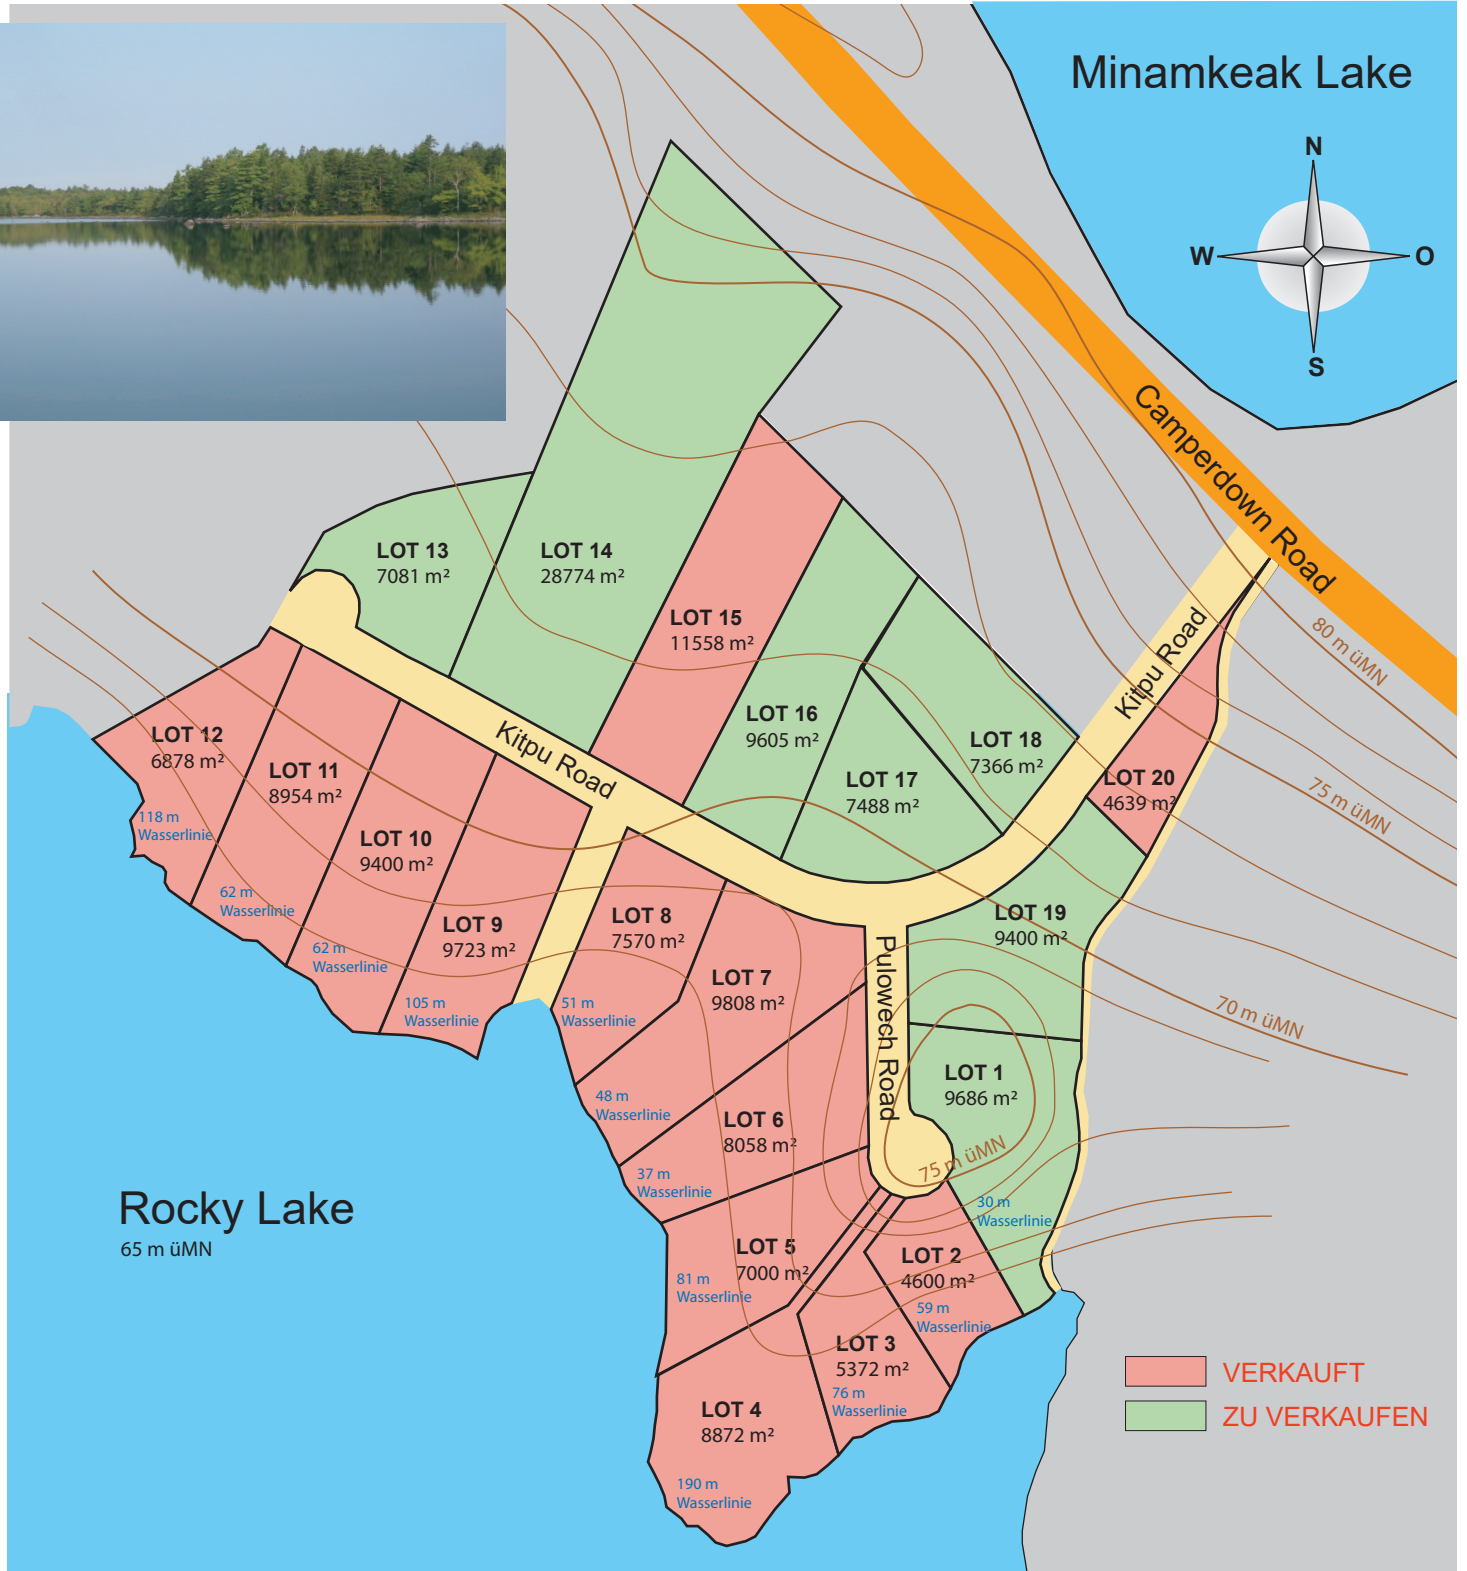 Minamkeak Lake
N
W
O
S
Camperdown Road
LOT 13
7081 m²
LOT 14
28774 m²
LOT 15
11558 m²
Kitpu Road
80 m üMN
LOT 16
9605 m²
LOT 18
7366 m²
LOT 17
7488 m²
LOT 20
4639 m²
75 m üMN
LOT 12
6878 m²
118 m
Wasserlinie
LOT 11
8954 m²
62 m
Wasserlinie
Kitpu Road
LOT 10
9400 m²
62 m
Wasserlinie
LOT 9
9723 m²
105 m
Wasserlinie
LOT 8
7570 m²
51 m
Wasserlinie
LOT 7
9808 m²
48 m
Wasserlinie
Pulowech Road
LOT 19
9400 m²
70 m üMN
LOT 1
9686 m²
30 m
Wasserlinie
75 m üMN
LOT 6
8058 m²
37 m
Wasserlinie
Rocky Lake
65 m üMN
LOT 5
7000 m²
81 m
Wasserlinie
LOT 2
4600 m²
59 m
Wasserlinie
LOT 3
5372 m²
76 m
Wasserlinie
LOT 4
8872 m²
190 m
Wasserlinie
VERKAUFT
ZU VERKAUFEN